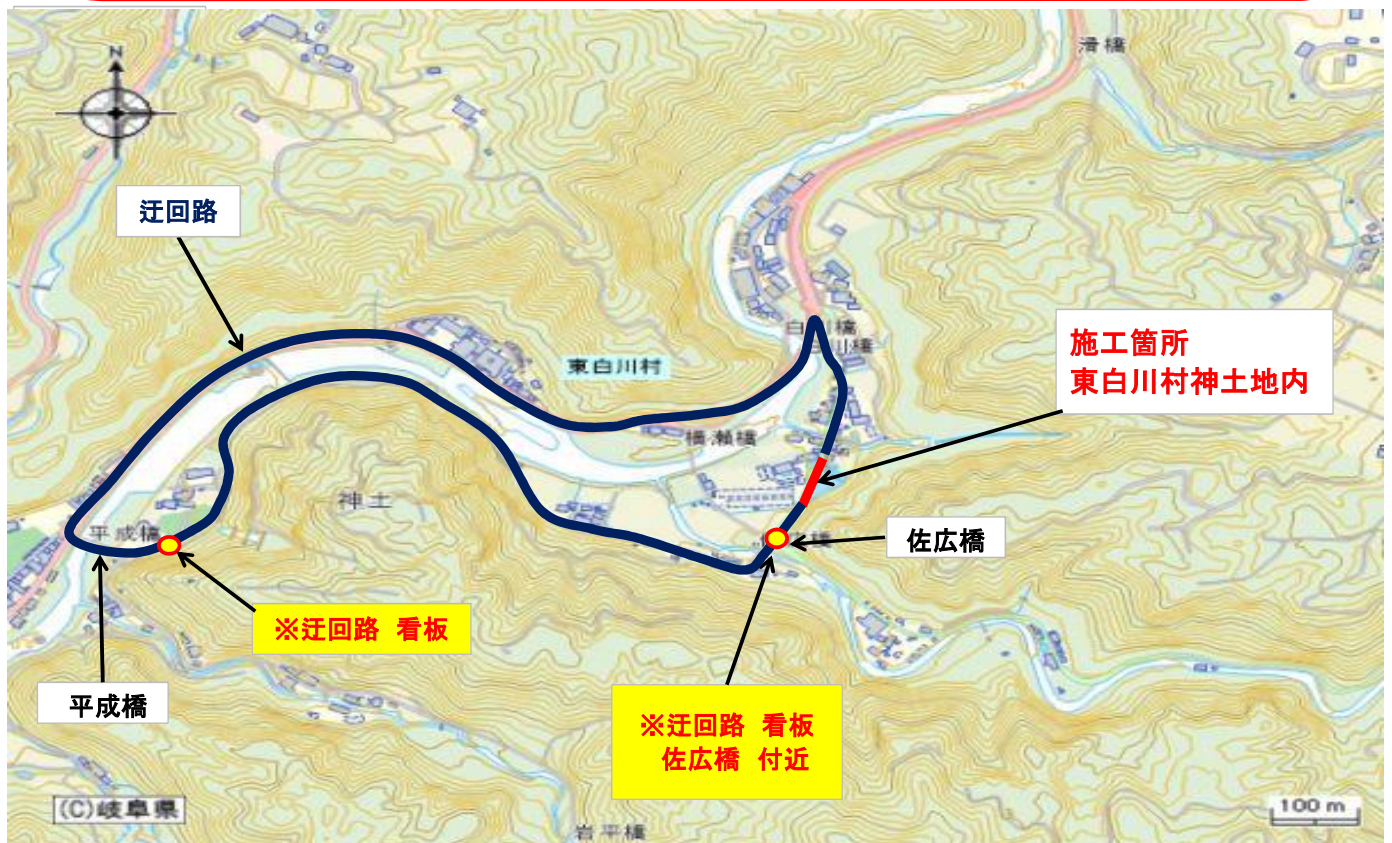 N
滑橋
迂回路
白川橋
東白川村
施工箇所
東白川村神土地内
横瀬橋
神土
平成橋
佐広橋
※迂回路 看板
平成橋
※迂回路 看板
佐広橋 付近
(C)岐阜県
100 m
岩平橋